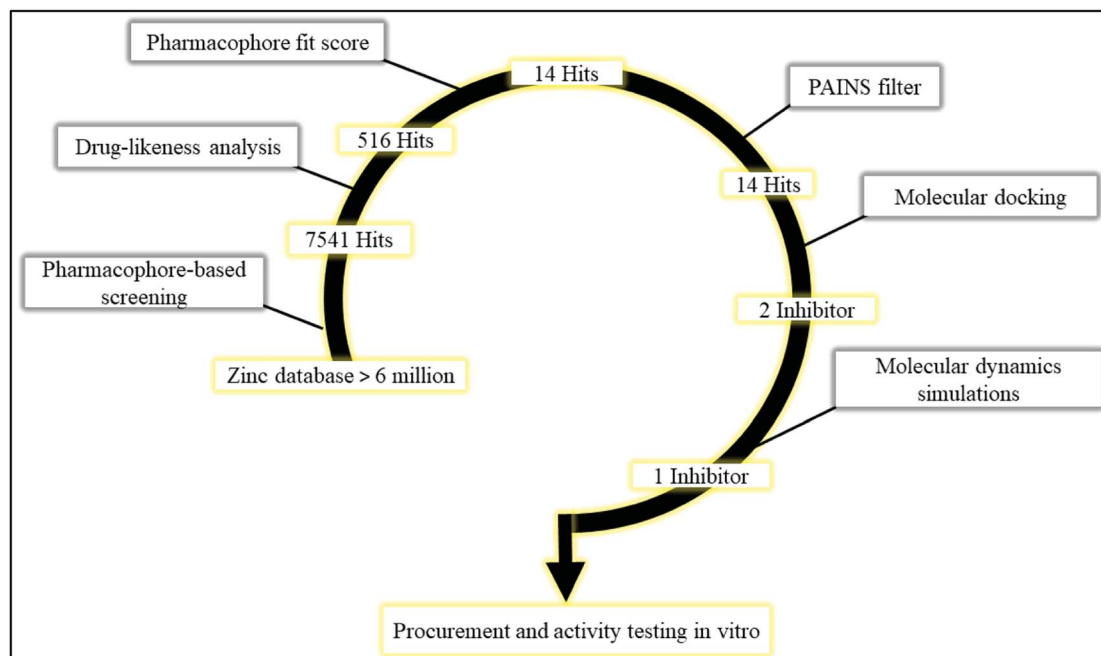 Pharmacophore fit score
14 Hits
PAINS filter
516 Hits
Drug-likeness analysis
14 Hits
Molecular docking
7541 Hits
Pharmacophore-based
screening
2 Inhibitor
Zinc database > 6 million
Molecular dynamics
simulations
1 Inhibitor
Procurement and activity testing in vitro